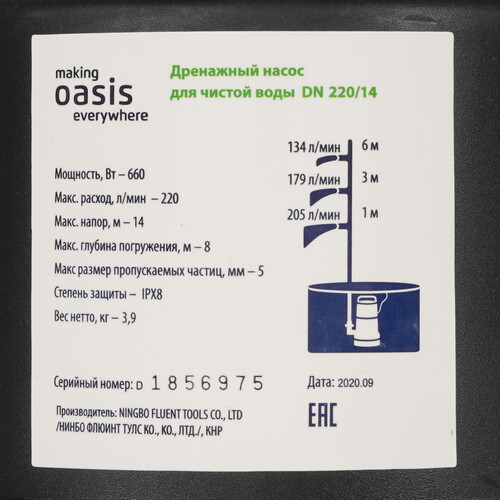 making
oasis
everywhere
Дренажный насос
для чистой воды DN 220/14
Мощность, Вт – 660
Макс. расход, л/мин – 220
Макс. напор, м – 14
Макс. глубина погружения, м – 8
Макс размер пропускаемых частиц, мм – 5
Степень защиты – IPX8
Вес нетто, кг – 3,9
134 л/мин 6 м
179 л/мин 3 м
205 л/мин 1 м
Серийный номер: D 1856975
Дата: 2020.09
Производитель: NINGBO FLUENT TOOLS CO., LTD
/НИНБО ФЛЮИНТ ТУЛС КО., КО., ЛТД./, КНР
EAC